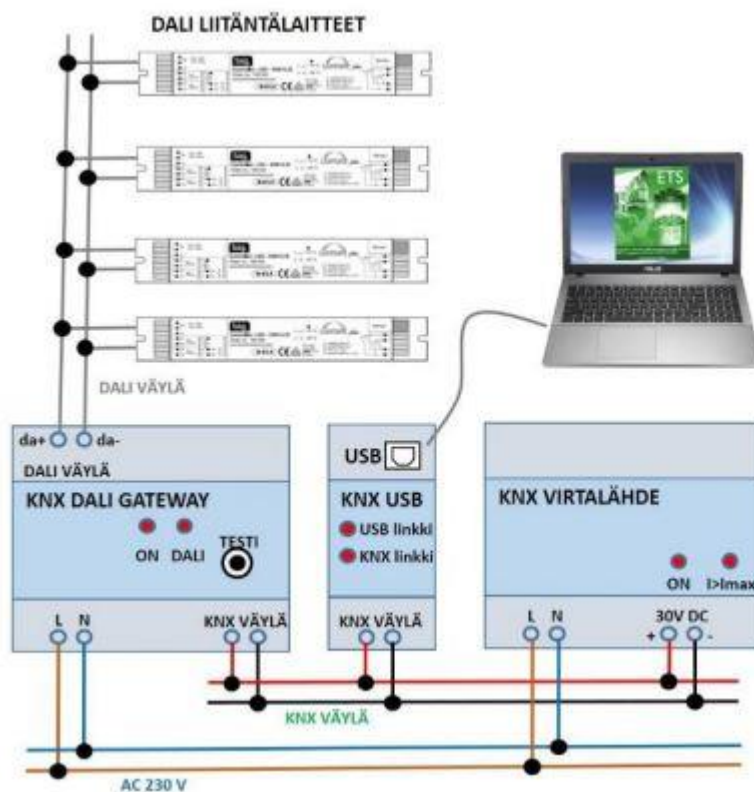 DALI LIITÄNTÄLAITTEET
ETS
ASUS
DALI VÄYLÄ
da+ da-
DALI VÄYLÄ
KNX DALI GATEWAY
ON DALI
TESTI
L N
KNX VÄYLÄ
USB
KNX USB
USB linkki
KNX linkki
KNX VÄYLÄ
KNX VIRTALÄHDE
ON I>Imax
L N
30V DC
+ -
KNX VÄYLÄ
AC 230 V